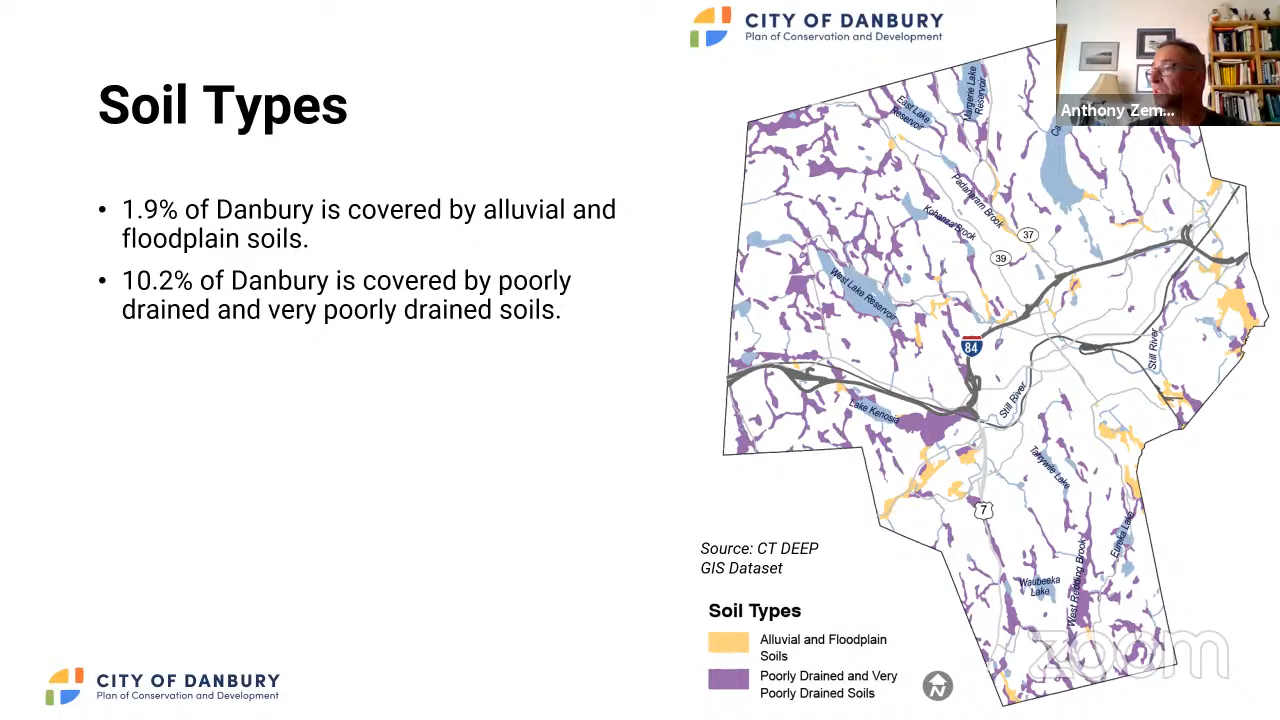 CITY OF DANBURY
Plan of Conservation and Development
Soil Types
• 1.9% of Danbury is covered by alluvial and
floodplain soils.
• 10.2% of Danbury is covered by poorly
drained and very poorly drained soils.
Anthony Zem...
East Lake
Reservoir
Margerie Lake
Reservoir
Ca
Padanaram Brook
Kohanza Brook
37
39
West Lake Reservoir
84
Still River
Still River
Lake Kenosia
Tarrywile Lake
7
Eureka Lake
West Redding Brook
Waubeeka
Lake
Source: CT DEEP
GIS Dataset
Soil Types
Alluvial and Floodplain
Soils
Poorly Drained and Very
Poorly Drained Soils
N
zoom
CITY OF DANBURY
Plan of Conservation and Development